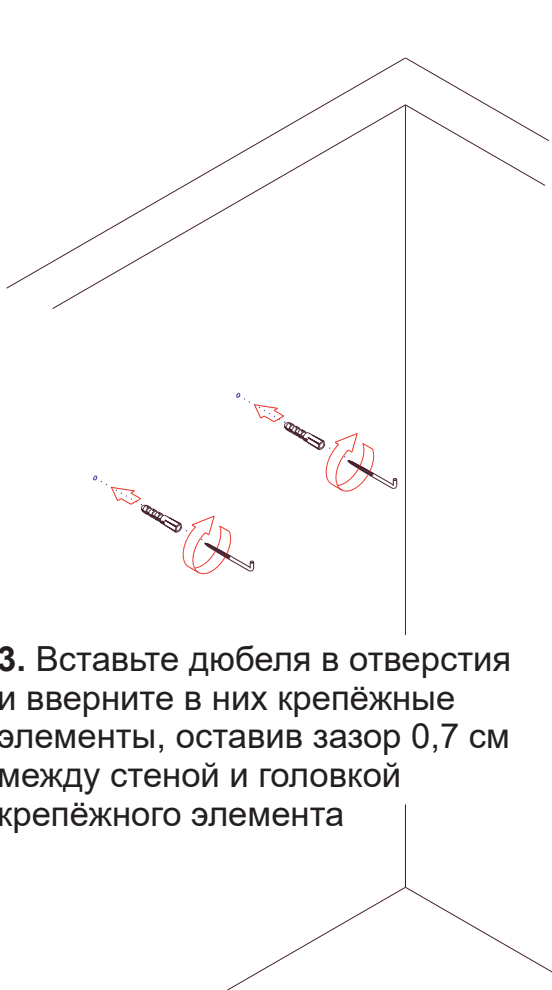 3. Вставьте дюбеля в отверстия
и вверните в них крепёжные
элементы, оставив зазор 0,7 см
между стеной и головкой
крепёжного элемента